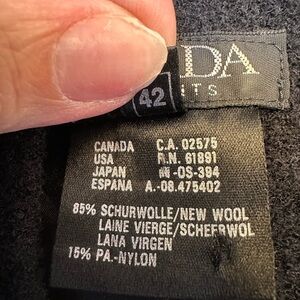 DA
42
ITS
CANADA C.A. 02575
USA R.N. 61891
JAPAN -OS-394
ESPANA A-08.475402
85% SCHURWOLLE/NEW WOOL
LAINE VIERGE/SCHEERWOL
LANA VIRGEN
15% PA-NYLON